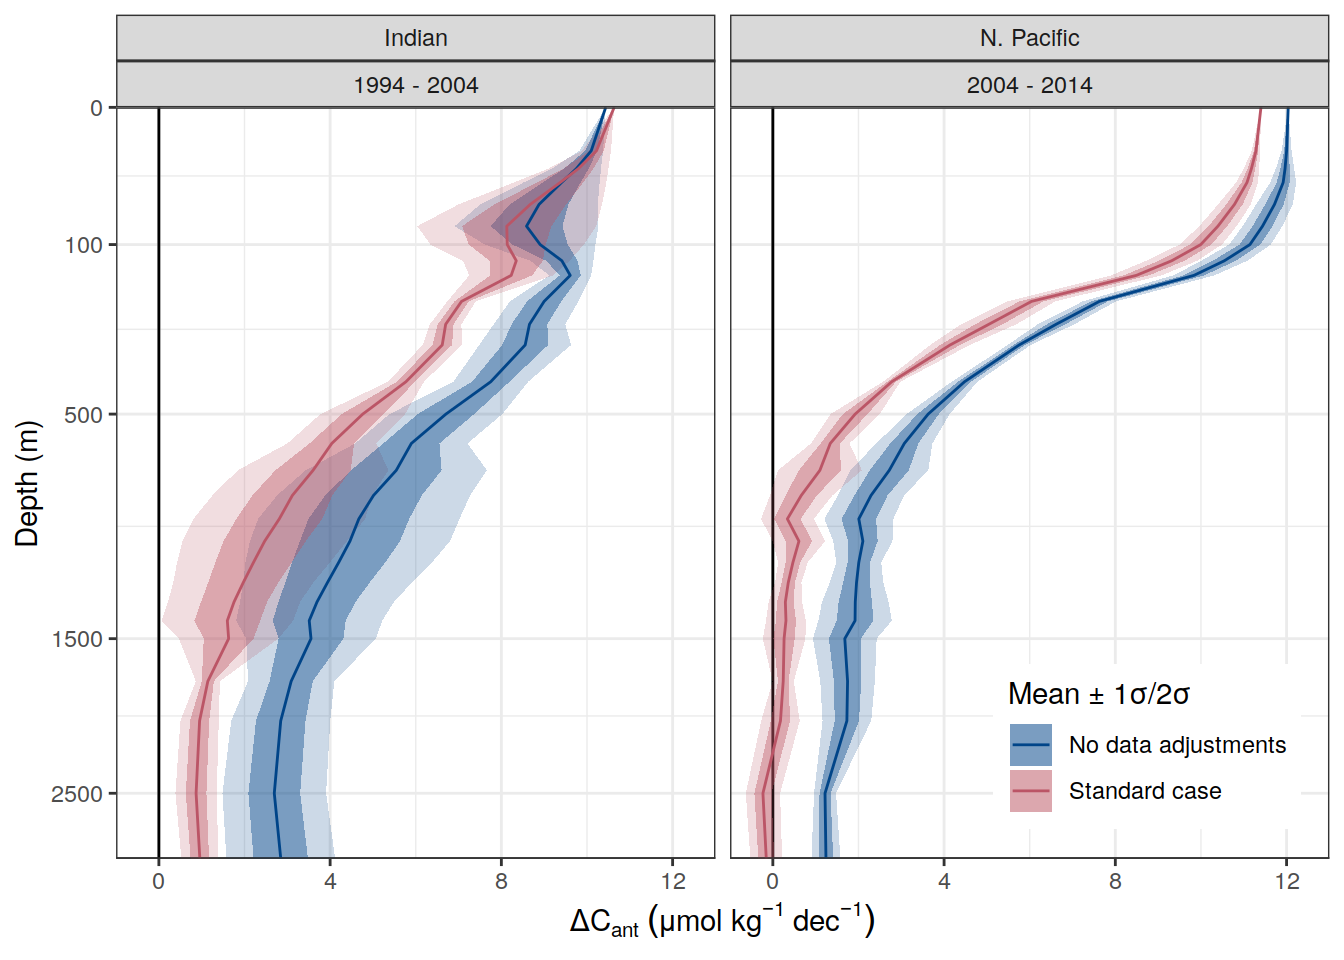 Indian
N. Pacific
1994 - 2004
2004 - 2014
Depth (m)
0
100
500
1500
2500
Mean ± 1σ/2σ
No data adjustments
Standard case
0 4 8 12
0 4 8 12
ΔCant (μmol kg⁻¹ dec⁻¹)